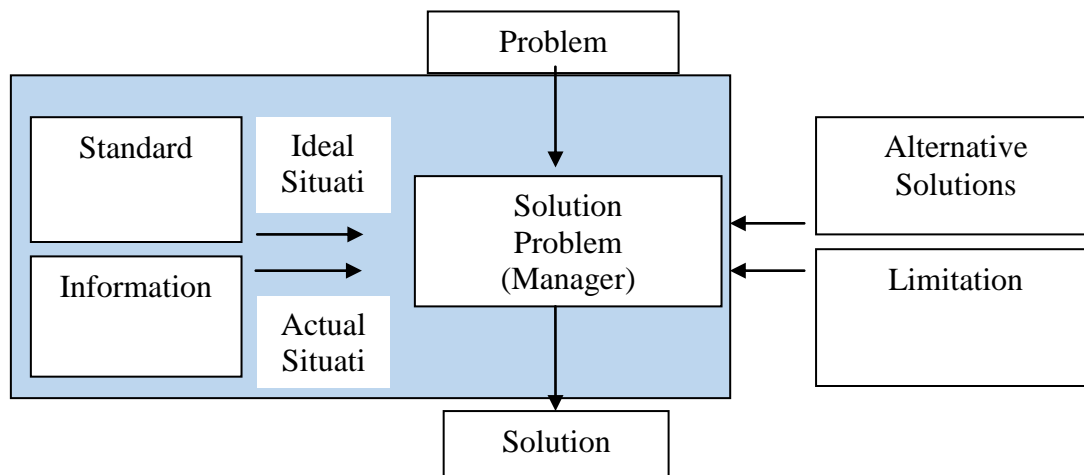 Problem
Standard
Ideal
Situati
Alternative
Solutions
Solution
Problem
(Manager)
Information
Actual
Situati
Limitation
Solution